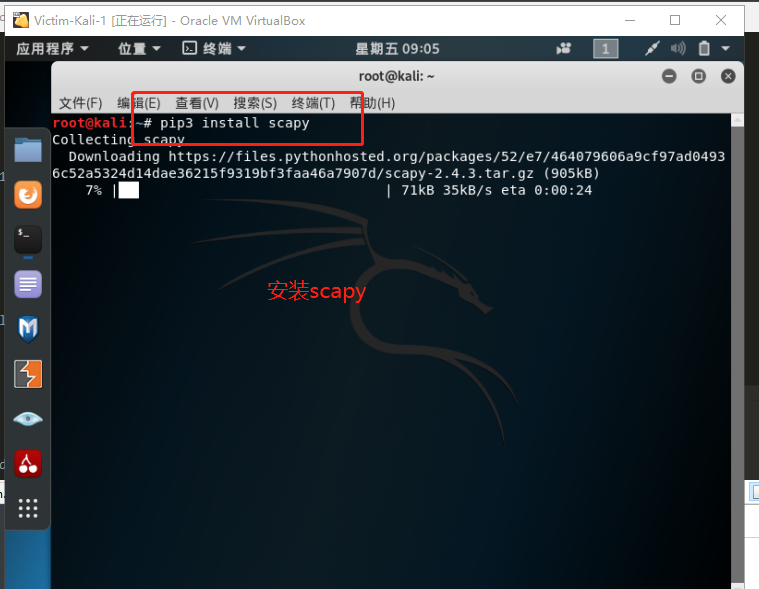 Victim-Kali-1 [正在运行] - Oracle VM VirtualBox
应用程序 位置 终端 星期五 09:05 1
root@kali: ~
文件(F) 编辑(E) 查看(V) 搜索(S) 终端(T) 帮助(H)
root@kali:~# pip3 install scapy
Collecting scapy
Downloading https://files.pythonhosted.org/packages/52/e7/464079606a9cf97ad0493
6c52a5324d14dae36215f9319bf3faa46a7907d/scapy-2.4.3.tar.gz (905kB)
7% |██ | 71kB 35kB/s eta 0:00:24
安装scapy